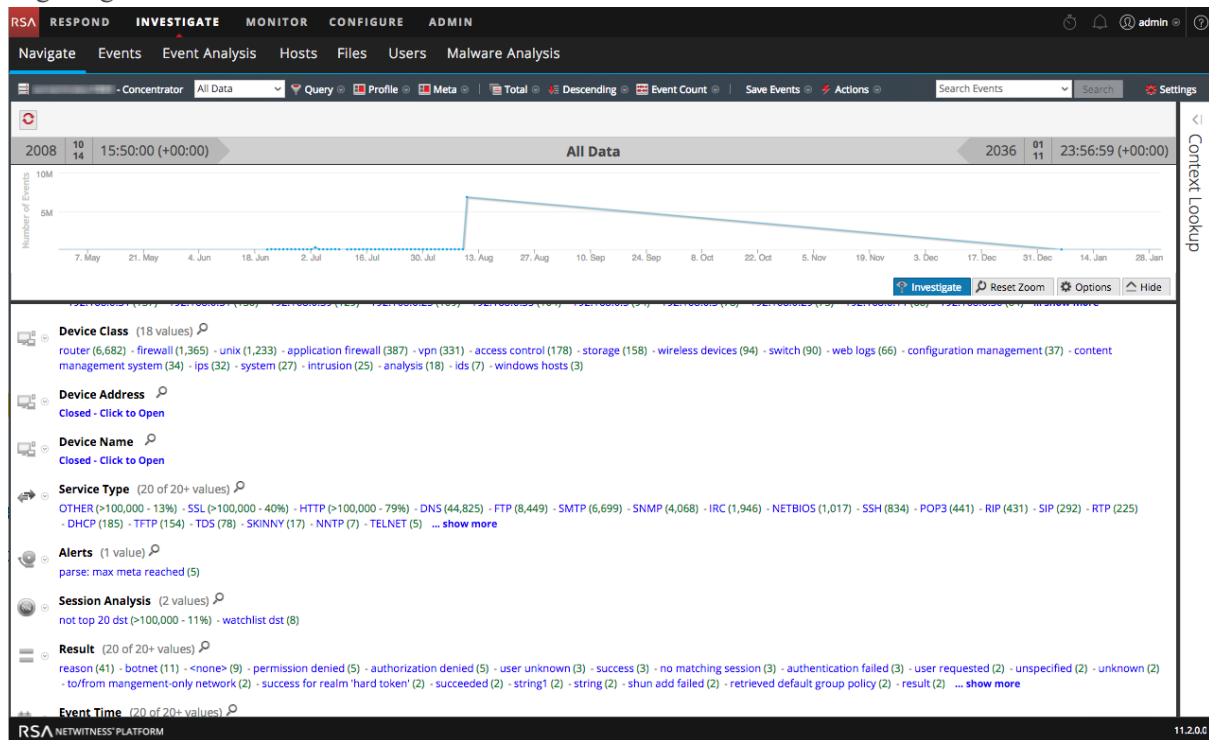 RSA RESPOND INVESTIGATE MONITOR CONFIGURE ADMIN admin
Navigate Events Event Analysis Hosts Files Users Malware Analysis
- Concentrator All Data Query Profile Meta Total Descending Event Count Save Events Actions Search Events Search Settings
2008 10 14 15:50:00 (+00:00) All Data 2036 01 11 23:56:59 (+00:00)
Context Lookup
Number of Events
10M
5M
7. May 21. May 4. Jun 18. Jun 2. Jul 16. Jul 30. Jul 13. Aug 27. Aug 10. Sep 24. Sep 8. Oct 22. Oct 5. Nov 19. Nov 3. Dec 17. Dec 31. Dec 14. Jan 28. Jan
Investigate Reset Zoom Options Hide
Device Class (18 values)
router (6,682) - firewall (1,365) - unix (1,233) - application firewall (387) - vpn (331) - access control (178) - storage (158) - wireless devices (94) - switch (90) - web logs (66) - configuration management (37) - content
management system (34) - ips (32) - system (27) - intrusion (25) - analysis (18) - ids (7) - windows hosts (3)
Device Address
Closed - Click to Open
Device Name
Closed - Click to Open
Service Type (20 of 20+ values)
OTHER (>100,000 - 13%) - SSL (>100,000 - 40%) - HTTP (>100,000 - 79%) - DNS (44,825) - FTP (8,449) - SMTP (6,699) - SNMP (4,068) - IRC (1,946) - NETBIOS (1,017) - SSH (834) - POP3 (441) - RIP (431) - SIP (292) - RTP (225)
- DHCP (185) - TFTP (154) - TDS (78) - SKINNY (17) - NNTP (7) - TELNET (5) ... show more
Alerts (1 value)
parse: max meta reached (5)
Session Analysis (2 values)
not top 20 dst (>100,000 - 11%) - watchlist dst (8)
Result (20 of 20+ values)
reason (41) - botnet (11) - <none> (9) - permission denied (5) - authorization denied (5) - user unknown (3) - success (3) - no matching session (3) - authentication failed (3) - user requested (2) - unspecified (2) - unknown (2)
- to/from mangement-only network (2) - success for realm 'hard token' (2) - succeeded (2) - string1 (2) - string (2) - shun add failed (2) - retrieved default group policy (2) - result (2) ... show more
Event Time (20 of 20+ values)
RSA NETWITNESS® PLATFORM 11.2.0.0